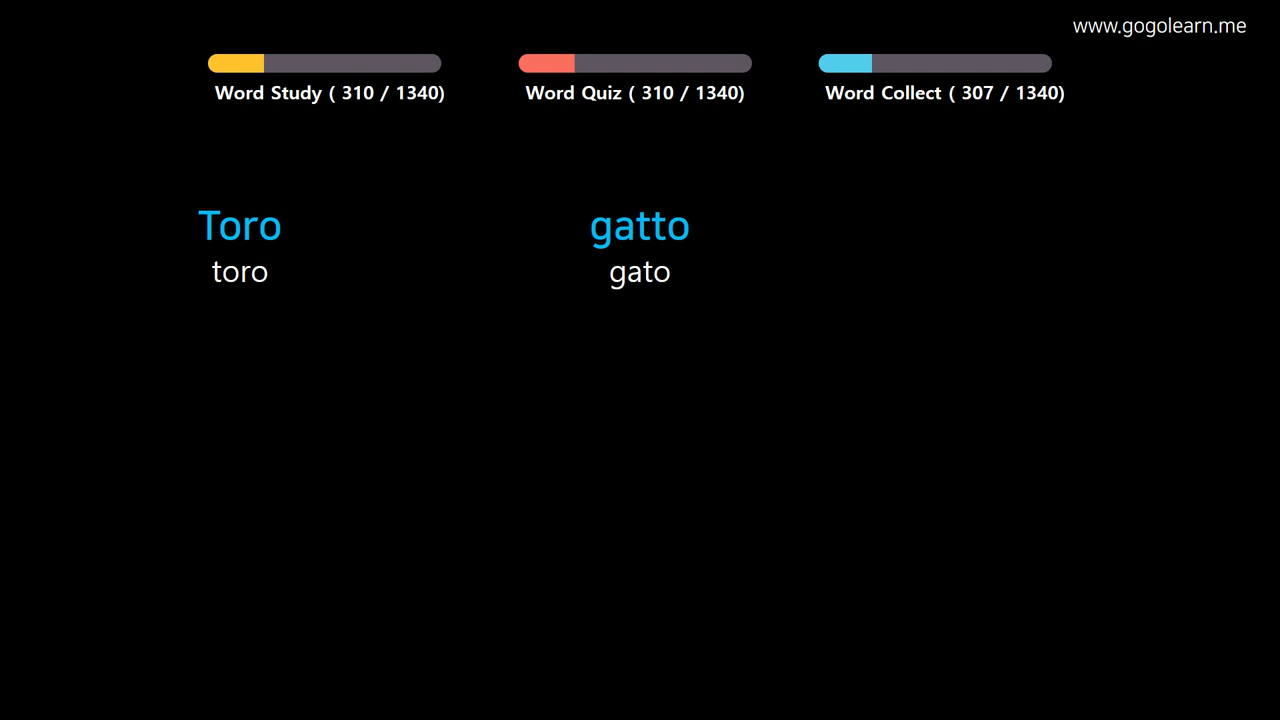 www.gogolearn.me
Word Study ( 310 / 1340)
Word Quiz ( 310 / 1340)
Word Collect ( 307 / 1340)
Toro
toro
gatto
gato